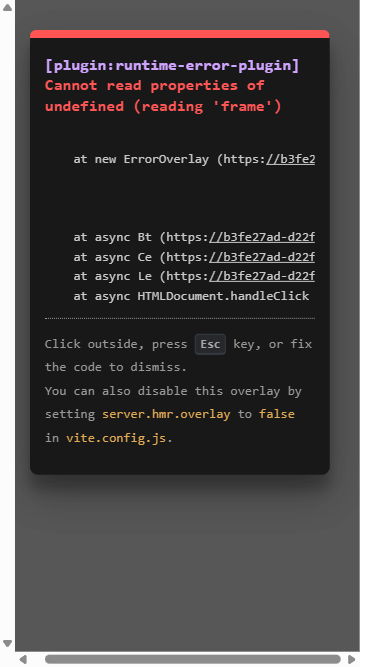 [plugin:runtime-error-plugin]
Cannot read properties of
undefined (reading 'frame')
at new ErrorOverlay (https://b3fe2
at async Bt (https://b3fe27ad-d22f
at async Ce (https://b3fe27ad-d22f
at async Le (https://b3fe27ad-d22f
at async HTMLDocument.handleClick
Click outside, press Esc key, or fix
the code to dismiss.
You can also disable this overlay by
setting server.hmr.overlay to false
in vite.config.js.